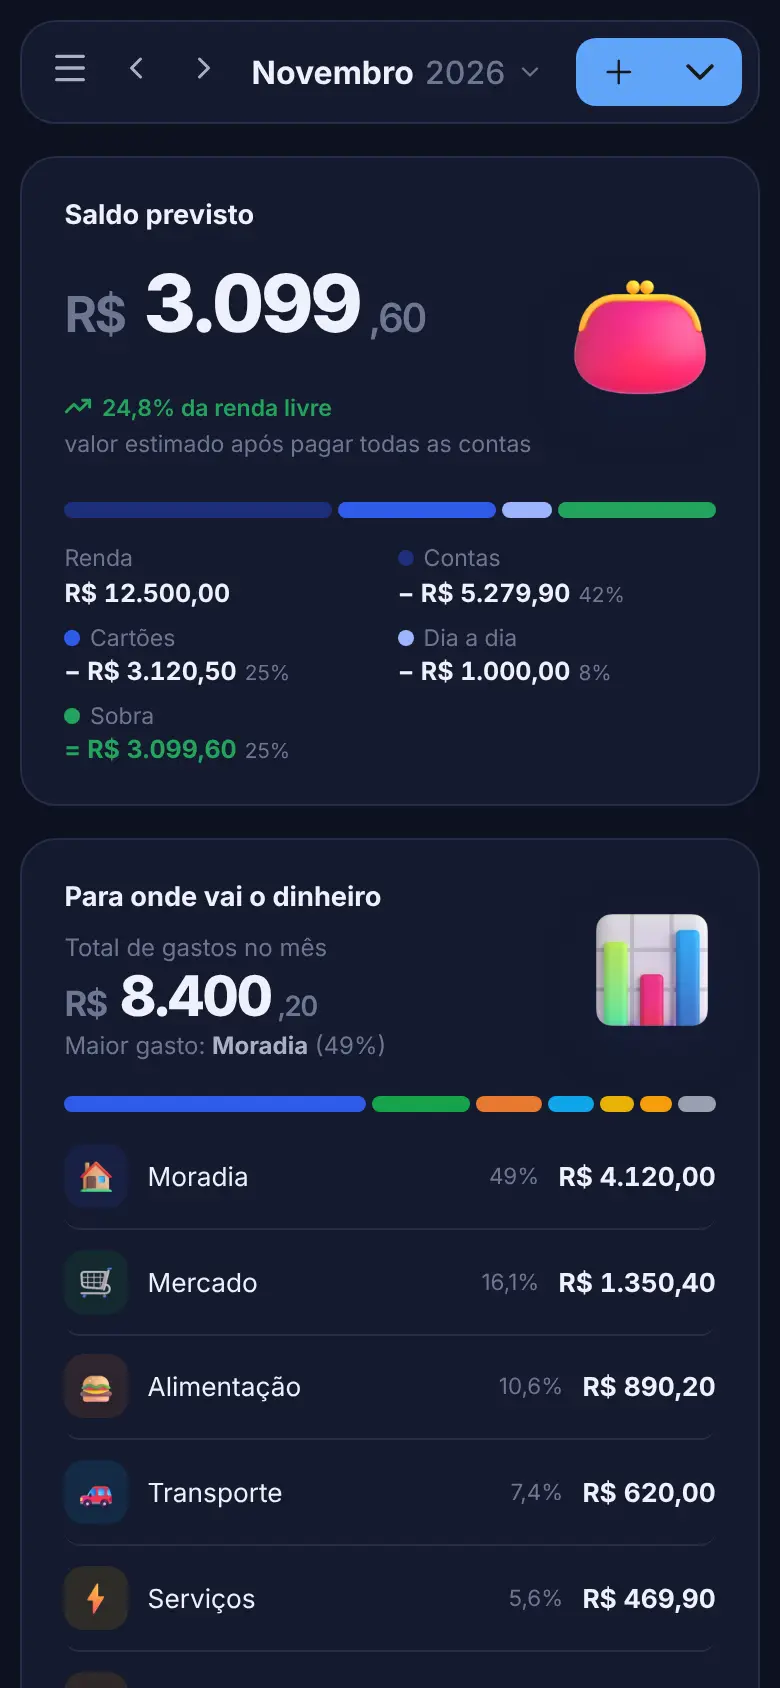 Novembro 2026
Saldo previsto
R$ 3.099,60
24,8% da renda livre
valor estimado após pagar todas as contas
Renda
R$ 12.500,00
Contas
– R$ 5.279,90 42%
Cartões
– R$ 3.120,50 25%
Dia a dia
– R$ 1.000,00 8%
Sobra
= R$ 3.099,60 25%
Para onde vai o dinheiro
Total de gastos no mês
R$ 8.400,20
Maior gasto: Moradia (49%)
Moradia 49% R$ 4.120,00
Mercado 16,1% R$ 1.350,40
Alimentação 10,6% R$ 890,20
Transporte 7,4% R$ 620,00
Serviços 5,6% R$ 469,90